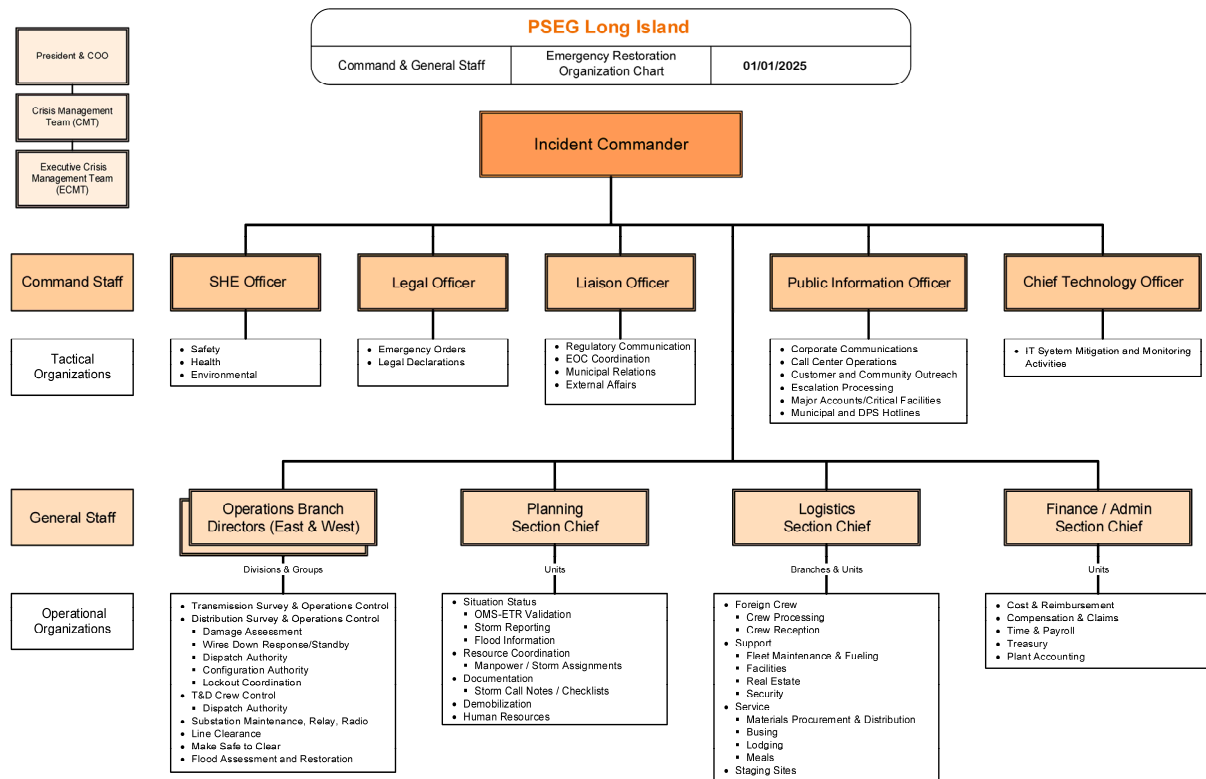 PSEG Long Island
Command & General Staff
Emergency Restoration
Organization Chart
01/01/2025
President & COO
Crisis Management
Team (CMT)
Executive Crisis
Management Team
(ECMT)
Incident Commander
Command Staff
SHE Officer
Legal Officer
Liaison Officer
Public Information Officer
Chief Technology Officer
Tactical
Organizations
• Safety
• Health
• Environmental
• Emergency Orders
• Legal Declarations
• Regulatory Communication
• EOC Coordination
• Municipal Relations
• External Affairs
• Corporate Communications
• Call Center Operations
• Customer and Community Outreach
• Escalation Processing
• Major Accounts/Critical Facilities
• Municipal and DPS Hotlines
• IT System Mitigation and Monitoring
Activities
General Staff
Operations Branch
Directors (East & West)
Planning
Section Chief
Logistics
Section Chief
Finance / Admin
Section Chief
Divisions & Groups
Units
Branches & Units
Units
Operational
Organizations
• Transmission Survey & Operations Control
• Distribution Survey & Operations Control
▪ Damage Assessment
▪ Wires Down Response/Standby
▪ Dispatch Authority
▪ Configuration Authority
▪ Lockout Coordination
• T&D Crew Control
▪ Dispatch Authority
• Substation Maintenance, Relay, Radio
• Line Clearance
• Make Safe to Clear
• Flood Assessment and Restoration
• Situation Status
▪ OMS-ETR Validation
▪ Storm Reporting
▪ Flood Information
• Resource Coordination
▪ Manpower / Storm Assignments
• Documentation
▪ Storm Call Notes / Checklists
• Demobilization
• Human Resources
• Foreign Crew
▪ Crew Processing
▪ Crew Reception
• Support
▪ Fleet Maintenance & Fueling
▪ Facilities
▪ Real Estate
▪ Security
• Service
▪ Materials Procurement & Distribution
▪ Busing
▪ Lodging
▪ Meals
• Staging Sites
• Cost & Reimbursement
• Compensation & Claims
• Time & Payroll
• Treasury
• Plant Accounting